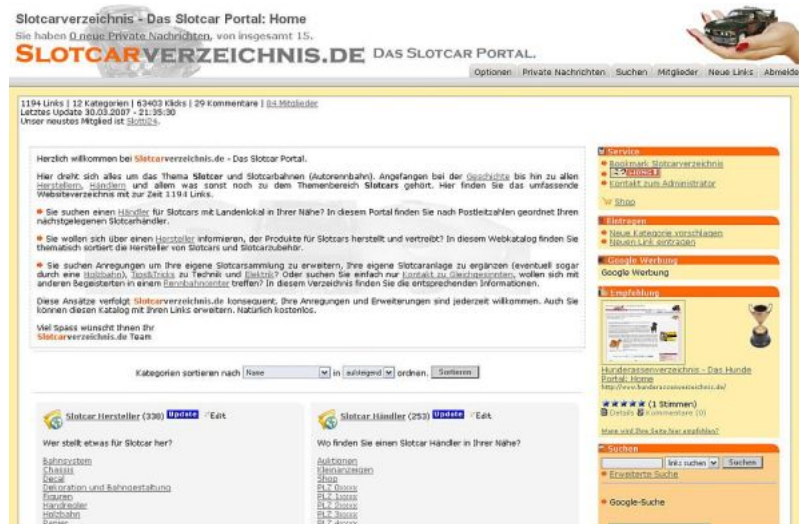 Slotcarverzeichnis - Das Slotcar Portal: Home
Sie haben 0 neue Private Nachrichten, von insgesamt 15.
SLOTCARVERZEICHNIS.DE DAS SLOTCAR PORTAL.
Optionen Private Nachrichten Suchen Mitglieder Neue Links Abmelde
1194 Links | 12 Kategorien | 63403 Klicks | 29 Kommentare | 84 Mitglieder
Letztes Update 30.03.2007 - 21:35:30
Unser neustes Mitglied ist Slotti24.
Herzlich willkommen bei Slotcarverzeichnis.de - Das Slotcar Portal.
Hier dreht sich alles um das Thema Slotcar und Slotcarbahnen (Autorennbahn). Angefangen bei der Geschichte bis hin zu allen
Herstellern, Händlern und allem was sonst noch zu dem Themenbereich Slotcars gehört. Hier finden Sie das umfassende
Websiteverzeichnis mit zur Zeit 1194 Links.
Sie suchen einen Händler für Slotcars mit Landenlokal in Ihrer Nähe? In diesem Portal finden Sie nach Postleitzahlen geordnet Ihren
nächstgelegenen Slotcarhändler.
Sie wollen sich über einen Hersteller informieren, der Produkte für Slotcars herstellt und vertreibt? In diesem Webkatalog finden Sie
thematisch sortiert die Hersteller von Slotcars und Slotcarzubehör.
Sie suchen Anregungen um Ihre eigene Slotcarsammlung zu erweitern, Ihre eigene Slotcaranlage zu ergänzen (eventuell sogar
durch eine Holzbahn), Tips&Tricks zu Technik und Elektrik? Oder suchen Sie einfach nur Kontakt zu Gleichgesinnten, wollen sich mit
anderen Begeisterten in einem Rennbahncenter treffen? In diesem Verzeichnis finden Sie die entsprechenden Informationen.
Diese Ansätze verfolgt Slotcarverzeichnis.de konsequent. Ihre Anregungen und Erweiterungen sind jederzeit willkommen. Auch Sie
können diesen Katalog mit Ihren Links erweitern. Natürlich kostenlos.
Viel Spass wünscht Ihnen Ihr
Slotcarverzeichnis.de Team
Kategorien sortieren nach Name in aufsteigend ordnen. Sortieren
Slotcar Hersteller (338) Update Edit
Wer stellt etwas für Slotcar her?
Bahnsystem
Chassis
Decal
Dekoration und Bahngestaltung
Figuren
Handregler
Holzbahn
Slotcar Händler (253) Update Edit
Wo finden Sie einen Slotcar Händler in Ihrer Nähe?
Auktionen
Kleinanzeigen
Shop
PLZ 0xxxx
PLZ 1xxxx
PLZ 2xxxx
PLZ 3xxxx
PLZ 4xxxx
Service
Bookmark Slotcarverzeichnis
Kontakt zum Administrator
Shop
Eintragen
Neue Kategorie vorschlagen
Neuen Link eintragen
Google Werbung
Google Werbung
Empfehlung
Hunderassenverzeichnis - Das Hunde
Portal: Home
http://www.hunderassenverzeichnis.de/
(1 Stimmen)
Details Kommentare (0)
Wann wird Ihre Seite hier empfohlen?
Suchen
links suchen Suchen
Erweiterte Suche
Google-Suche